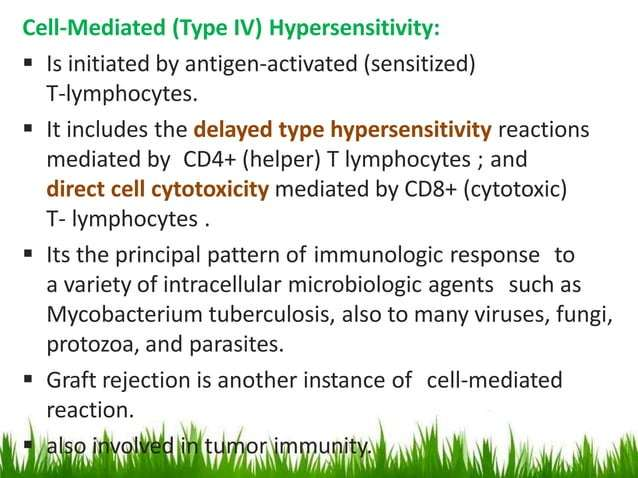 Cell-Mediated (Type IV) Hypersensitivity:
▪ Is initiated by antigen-activated (sensitized)
T-lymphocytes.
▪ It includes the delayed type hypersensitivity reactions
mediated by CD4+ (helper) T lymphocytes ; and
direct cell cytotoxicity mediated by CD8+ (cytotoxic)
T- lymphocytes .
▪ Its the principal pattern of immunologic response to
a variety of intracellular microbiologic agents such as
Mycobacterium tuberculosis, also to many viruses, fungi,
protozoa, and parasites.
▪ Graft rejection is another instance of cell-mediated
reaction.
▪ also involved in tumor immunity.